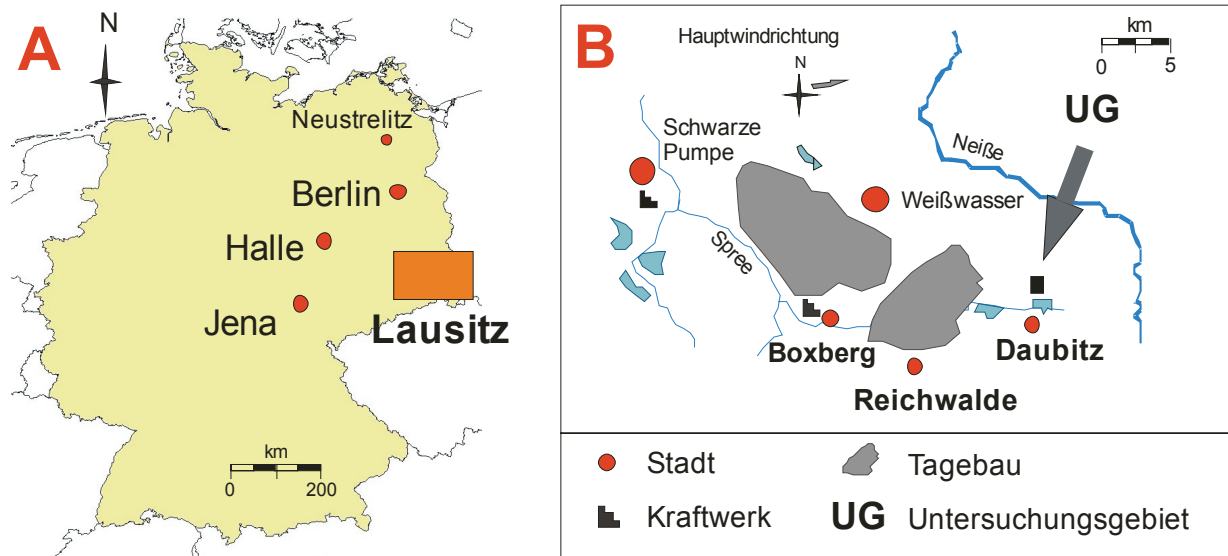 A
N
Neustrelitz
Berlin
Halle
Jena
Lausitz
km
0 200
B
Hauptwindrichtung
N
km
0 5
UG
Schwarze
Pumpe
Neiße
Weißwasser
Spree
Boxberg
Daubitz
Reichwalde
Stadt
Tagebau
Kraftwerk
UG Untersuchungsgebiet